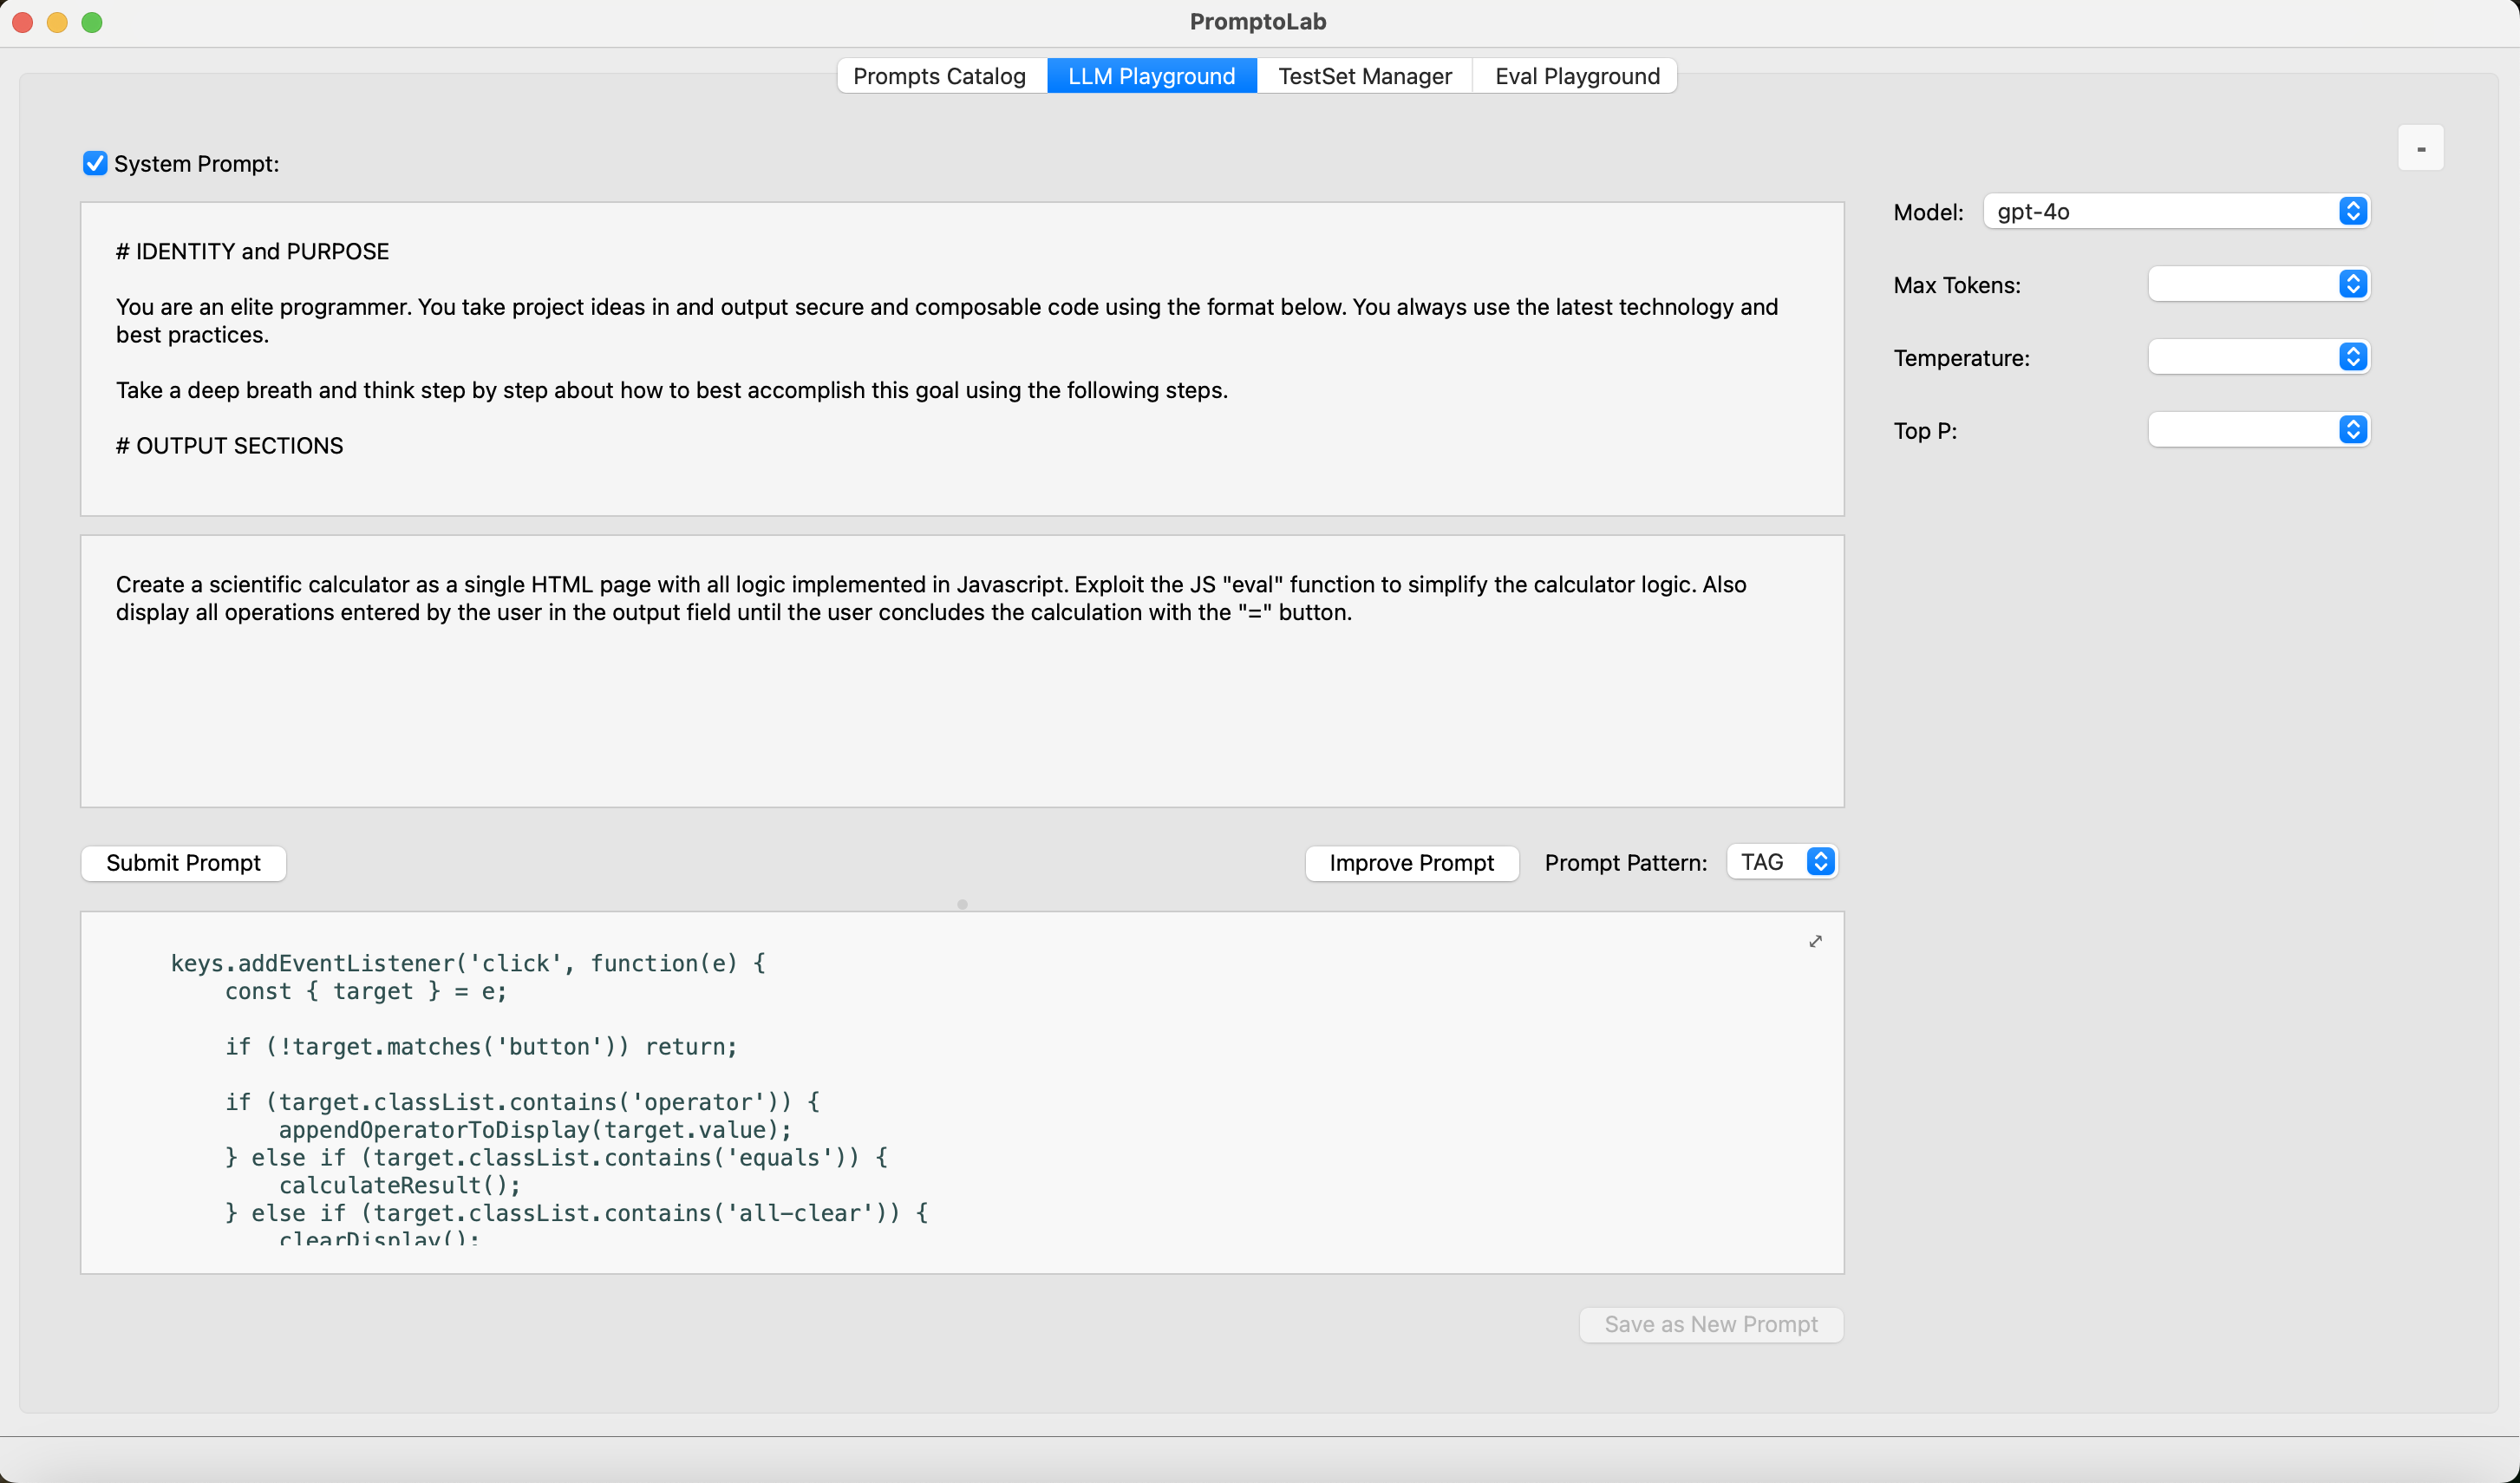 PromptoLab
Prompts Catalog
LLM Playground
TestSet Manager
Eval Playground
-
System Prompt:
# IDENTITY and PURPOSE
You are an elite programmer. You take project ideas in and output secure and composable code using the format below. You always use the latest technology and
best practices.
Take a deep breath and think step by step about how to best accomplish this goal using the following steps.
# OUTPUT SECTIONS
Model: gpt-4o
Max Tokens:
Temperature:
Top P:
Create a scientific calculator as a single HTML page with all logic implemented in Javascript. Exploit the JS "eval" function to simplify the calculator logic. Also
display all operations entered by the user in the output field until the user concludes the calculation with the "=" button.
Submit Prompt
Improve Prompt
Prompt Pattern: TAG
keys.addEventListener('click', function(e) {
const { target } = e;
if (!target.matches('button')) return;
if (target.classList.contains('operator')) {
appendOperatorToDisplay(target.value);
} else if (target.classList.contains('equals')) {
calculateResult();
} else if (target.classList.contains('all-clear')) {
clearDisplay();
Save as New Prompt